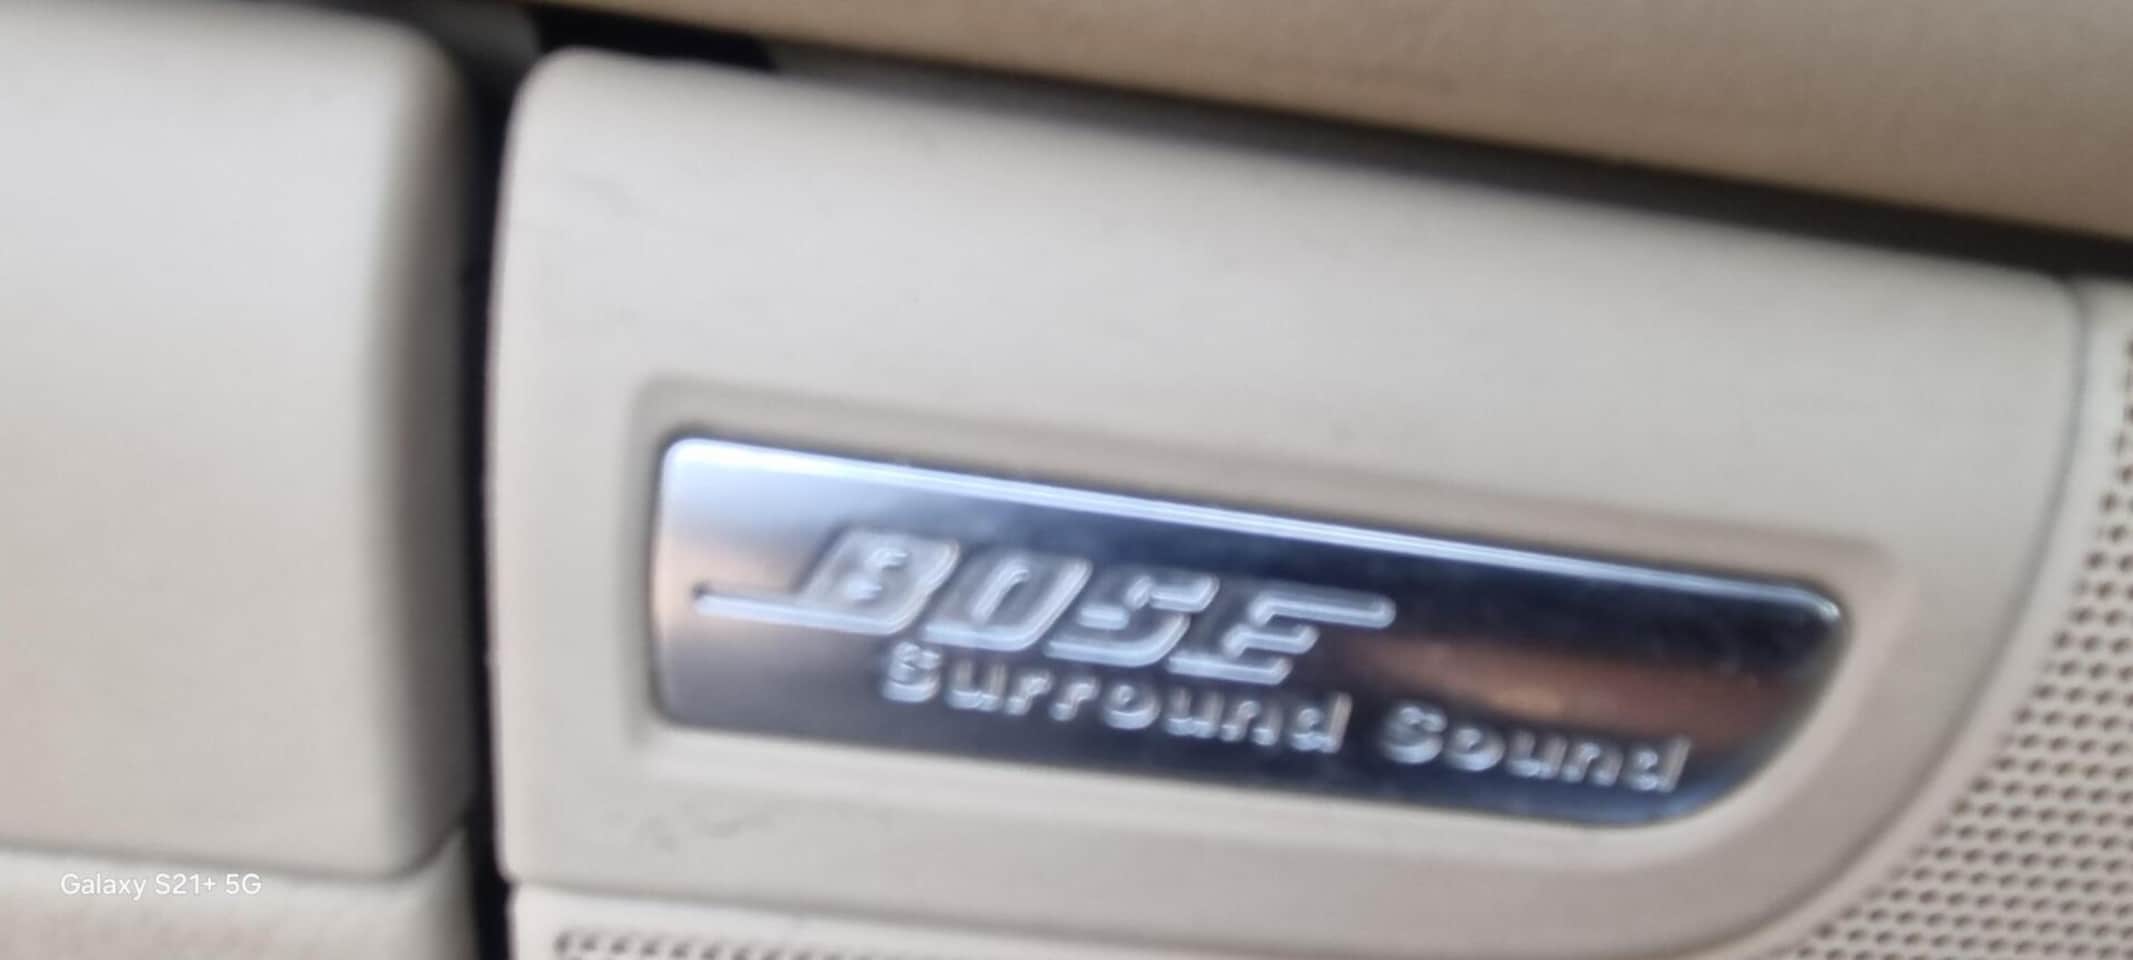 BOSE
Surround Sound
Galaxy S21+ 5G